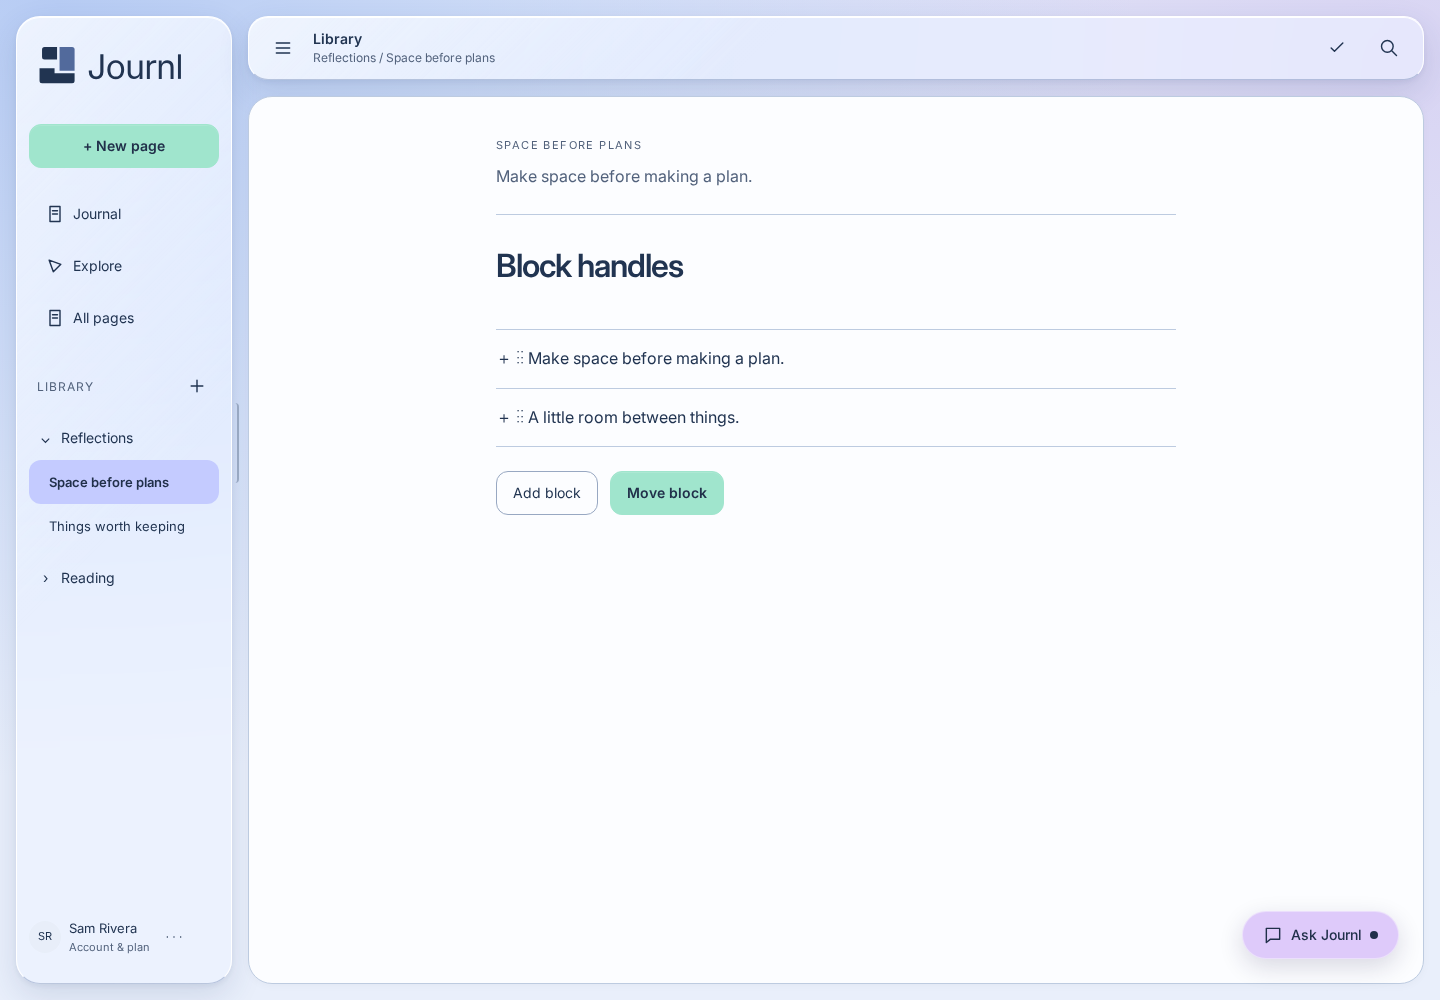 Journl
+ New page
Journal
Explore
All pages
LIBRARY
Reflections
Space before plans
Things worth keeping
Reading
SR
Sam Rivera
Account & plan
Library
Reflections / Space before plans
SPACE BEFORE PLANS
Make space before making a plan.
Block handles
Make space before making a plan.
A little room between things.
Add block
Move block
Ask Journl